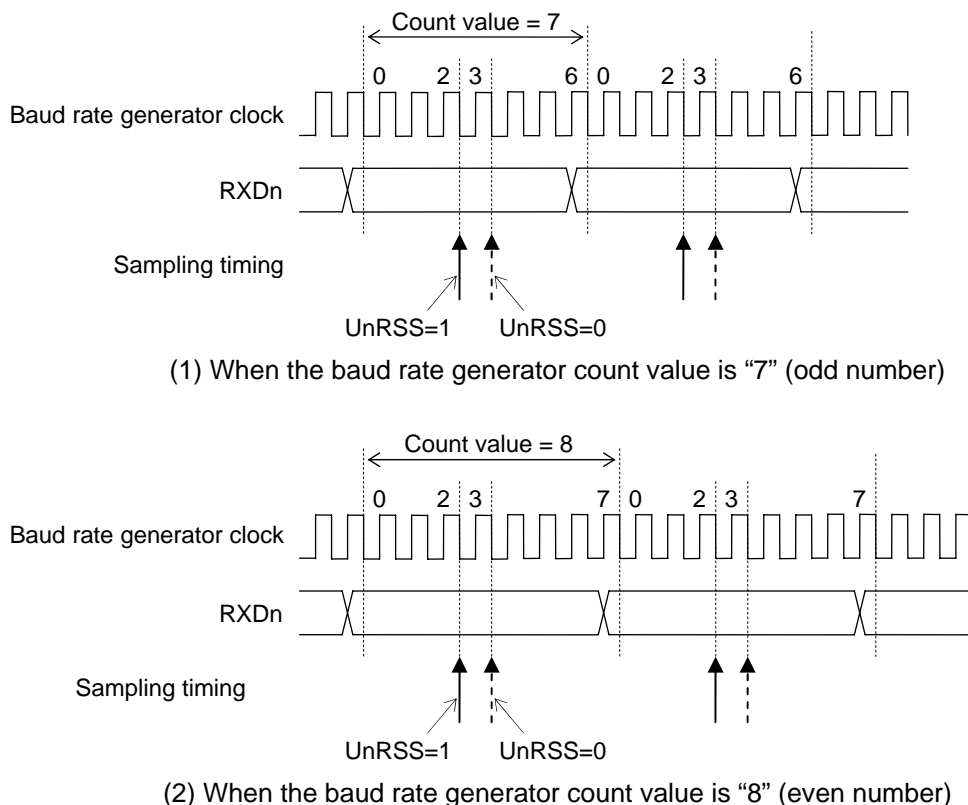 Count value = 7
0 2 3 6 0 2 3 6
Baud rate generator clock
RXDn
Sampling timing
UnRSS=1 UnRSS=0
(1) When the baud rate generator count value is “7” (odd number)
Count value = 8
0 2 3 7 0 2 3 7
Baud rate generator clock
RXDn
Sampling timing
UnRSS=1 UnRSS=0
(2) When the baud rate generator count value is “8” (even number)